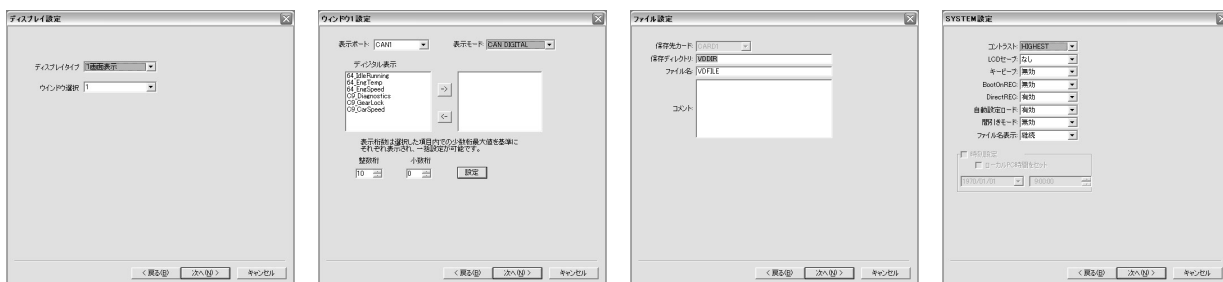 ディスプレイ設定
ディスプレイタイプ 1画面表示
ウインドウ選択 1
< 戻る(B) 次へ(N) > キャンセル
ウィンドウ1設定
表示ポート: CAN1 表示モード: CAN DIGITAL
ディジタル表示
64_IdleRunning
64_EngTemp
64_EngSpeed
C9_Diagnostics
C9_GearLock
C9_CarSpeed
->
<-
表示桁数は選択した項目内での少数桁最大値を基準に
それぞれ表示され、一括設定が可能です。
整数桁 小数桁
10 0 設定
< 戻る(B) 次へ(N) > キャンセル
ファイル設定
保存先カード: CARD1
保存ディレクトリ: VDDIR
ファイル名: VDFILE
コメント:
< 戻る(B) 次へ(N) > キャンセル
SYSTEM設定
コントラスト: HIGHEST
LCDセーブ: なし
キービープ: 無効
BootOnREC: 無効
DirectREC: 有効
自動設定ロード: 有効
間引きモード: 無効
ファイル名表示: 継続
時刻設定
ローカルPC時間をセット
1970/01/01 9:00:00
< 戻る(B) 次へ(N) > キャンセル